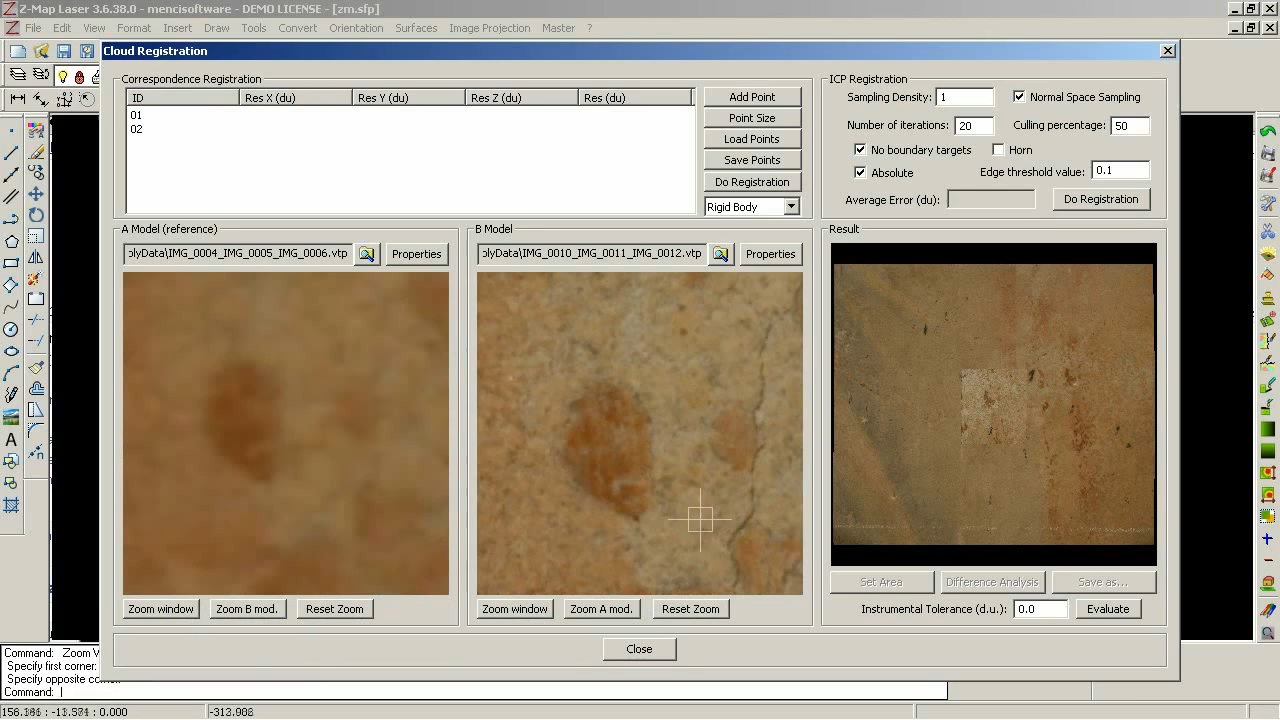 Z-Map Laser 3.6.38.0 - mencisoftware - DEMO LICENSE - [zm.sfp]
File Edit View Format Insert Draw Tools Convert Orientation Surfaces Image Projection Master ?
Cloud Registration
Correspondence Registration
ID Res X (du) Res Y (du) Res Z (du) Res (du)
01
02
Add Point
Point Size
Load Points
Save Points
Do Registration
Rigid Body
ICP Registration
Sampling Density: 1 Normal Space Sampling
Number of iterations: 20 Culling percentage: 50
No boundary targets Horn
Absolute Edge threshold value: 0.1
Average Error (du): Do Registration
A Model (reference)
olyData\IMG_0004_IMG_0005_IMG_0006.vtp Properties
Zoom window Zoom B mod. Reset Zoom
B Model
olyData\IMG_0010_IMG_0011_IMG_0012.vtp Properties
Zoom window Zoom A mod. Reset Zoom
Result
Set Area Difference Analysis Save as...
Instrumental Tolerance (d.u.): 0.0 Evaluate
Close
A
Command: Zoom
Specify first corner:
Specify opposite
Command:
: 0.000